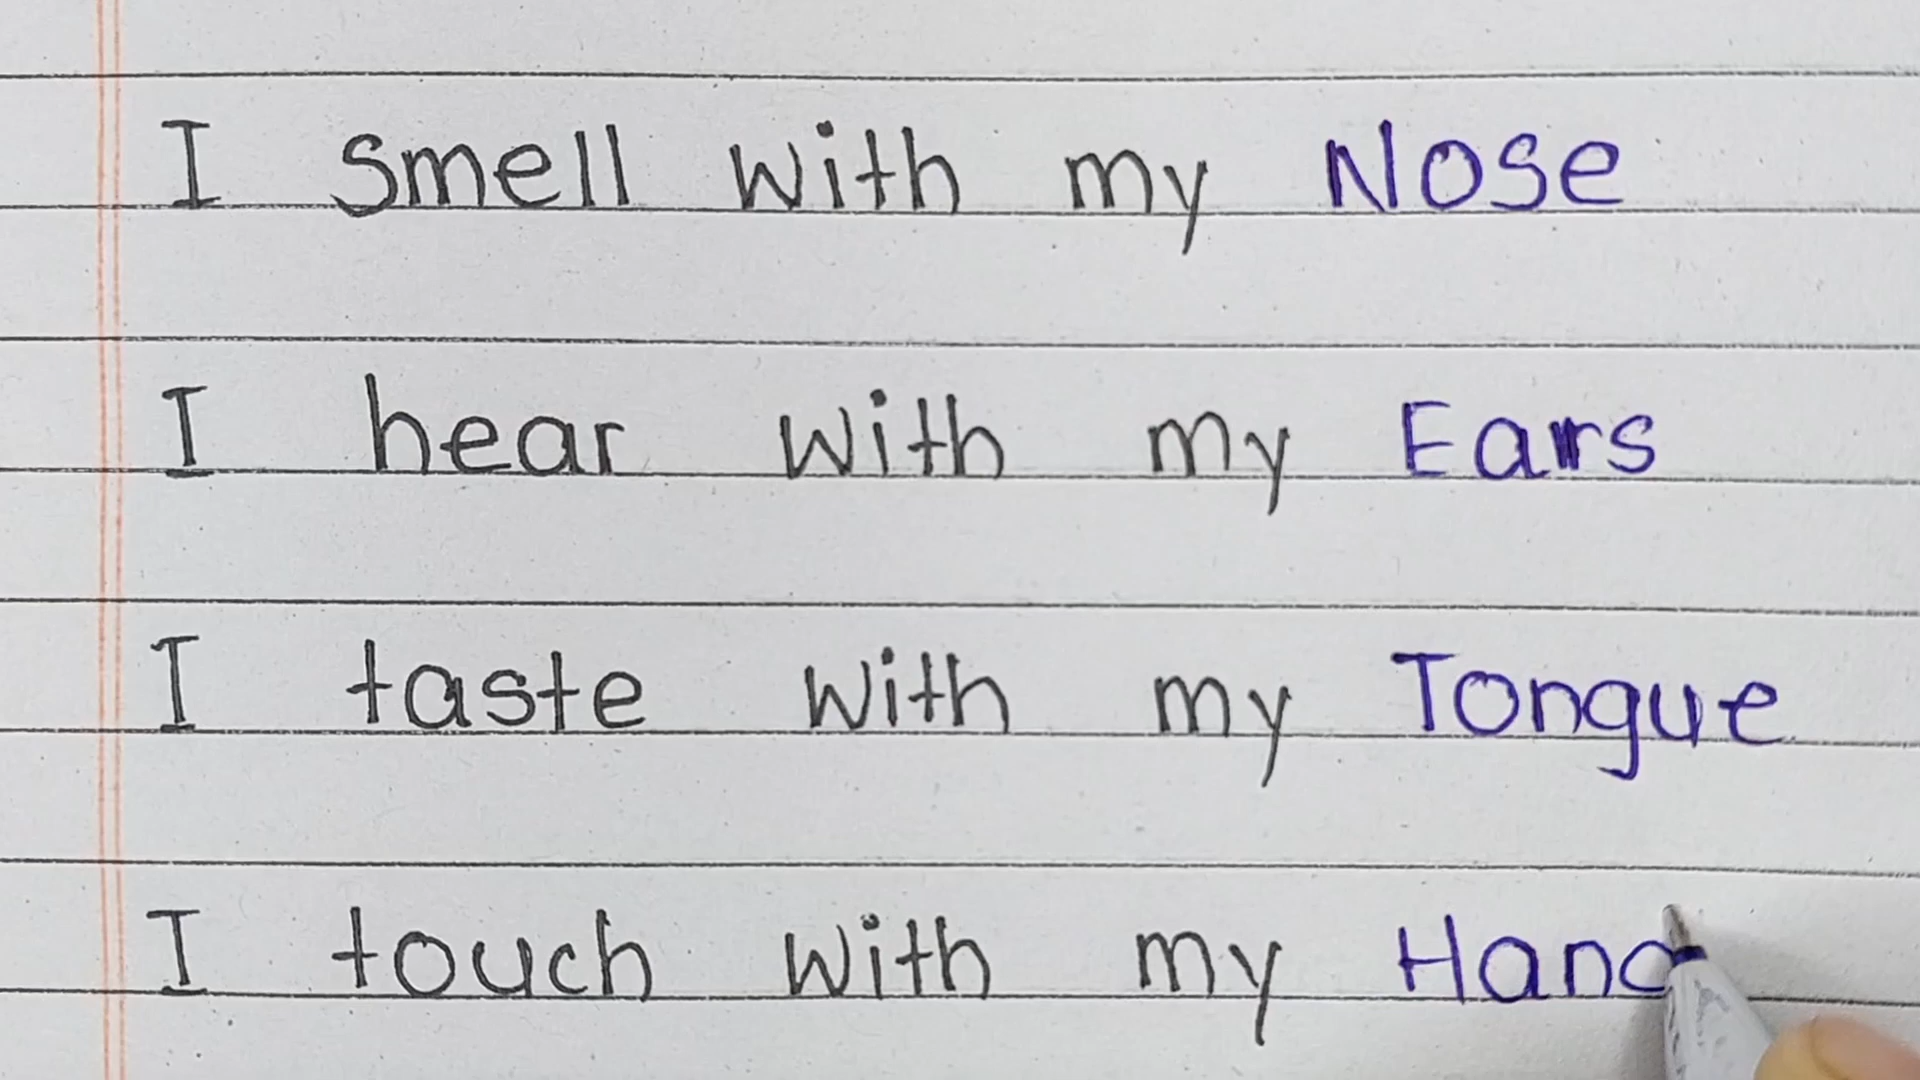 I smell with my Nose
I hear with my Ears
I taste with my Tongue
I touch with my